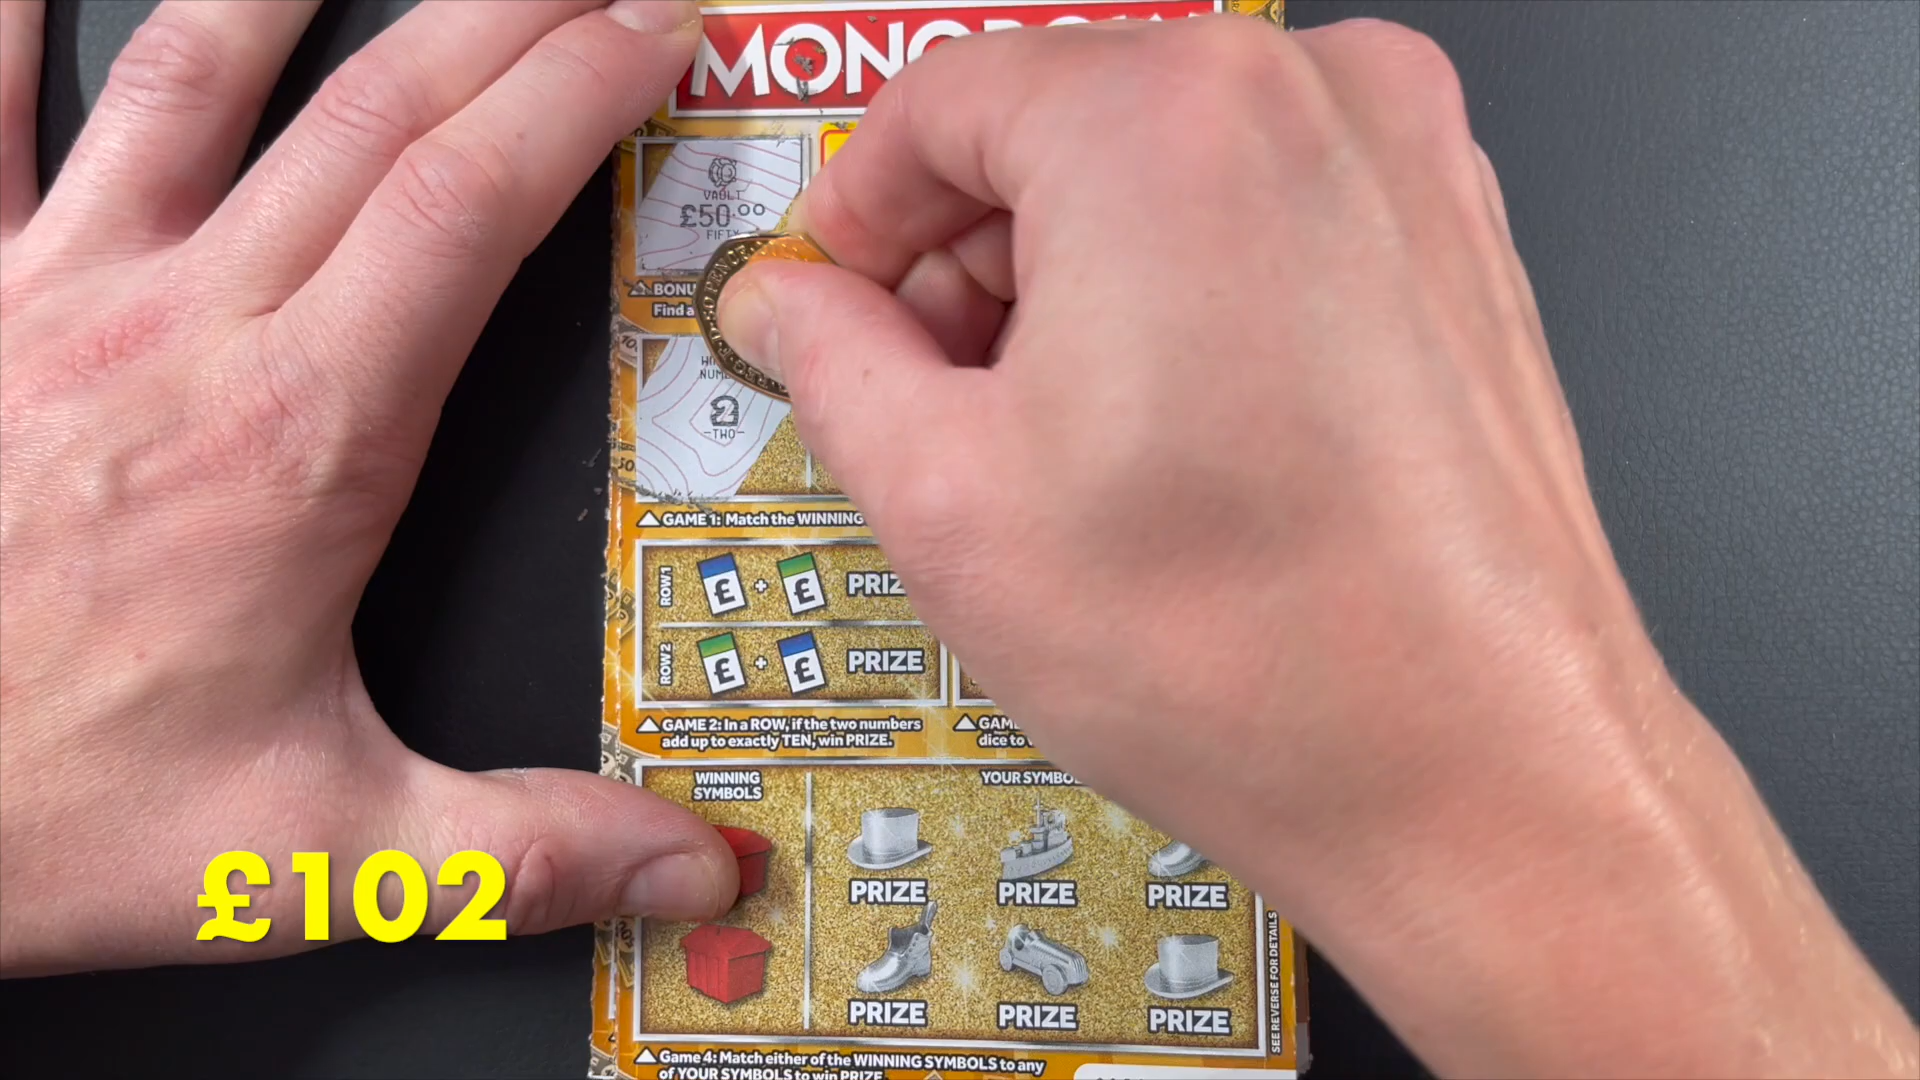 MONOPOLY
VAULT
£50.00
FIFTY
BONU
Find a
2
-TWO-
GAME 1: Match the WINNING
ROW 1 £ + £ PRIZ
ROW 2 £ + £ PRIZE
GAME 2: In a ROW, if the two numbers
add up to exactly TEN, win PRIZE.
GAM
dice to
WINNING
SYMBOLS
YOUR SYMBO
PRIZE PRIZE PRIZE
PRIZE PRIZE PRIZE
SEE REVERSE FOR DETAILS
Game 4: Match either of the WINNING SYMBOLS to any
of YOUR SYMBOLS to win PRIZE.
£102